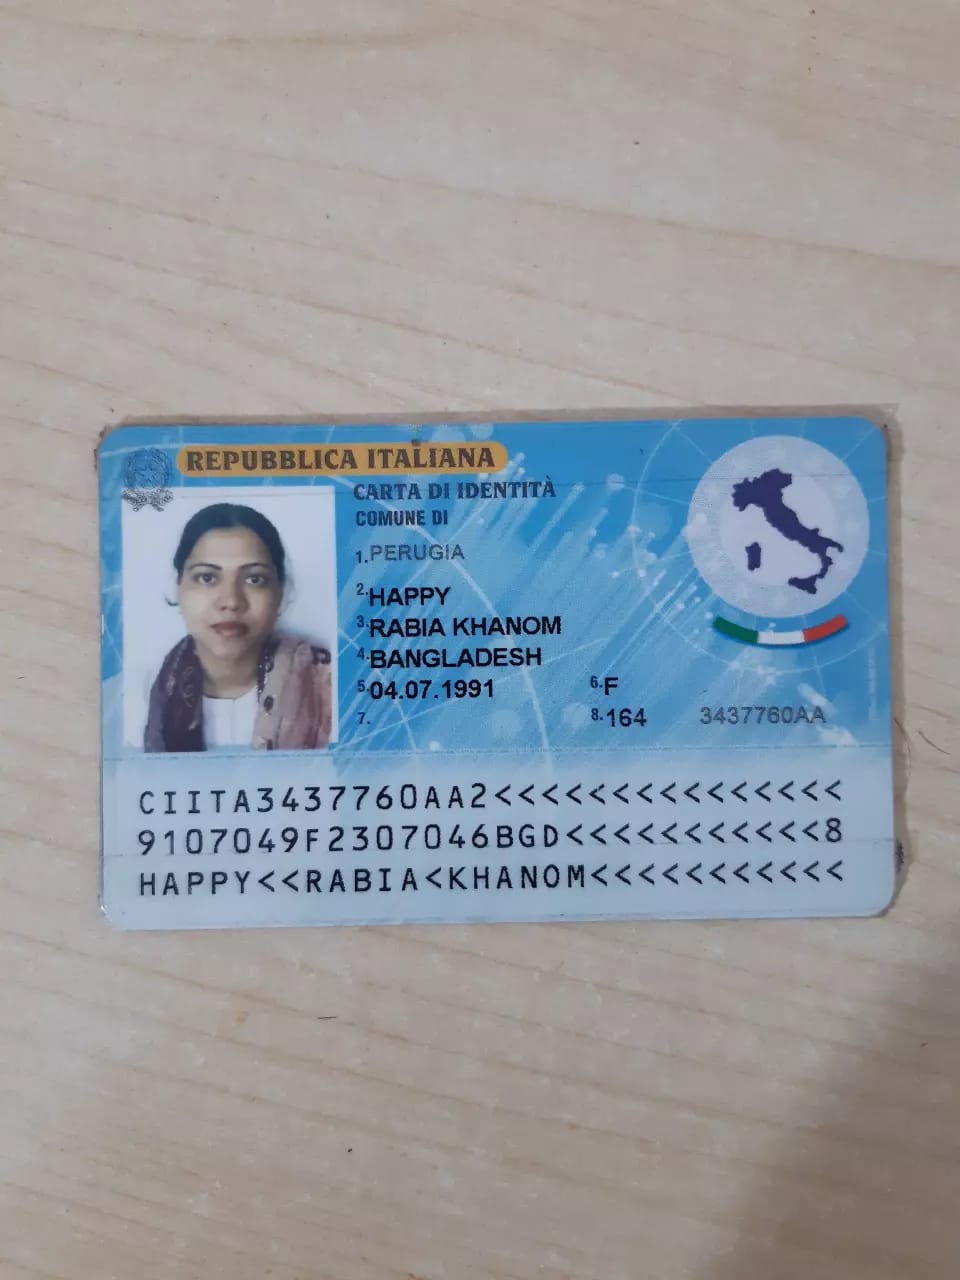 REPUBBLICA ITALIANA
CARTA DI IDENTITÀ
COMUNE DI
1.PERUGIA
2.HAPPY
3.RABIA KHANOM
4.BANGLADESH
5.04.07.1991 6.F
7. 8.164 3437760AA
CIITA3437760AA2<<<<<<<<<<<<<<<
9107049F2307046BGD<<<<<<<<<<<8
HAPPY<<RABIA<KHANOM<<<<<<<<<<<